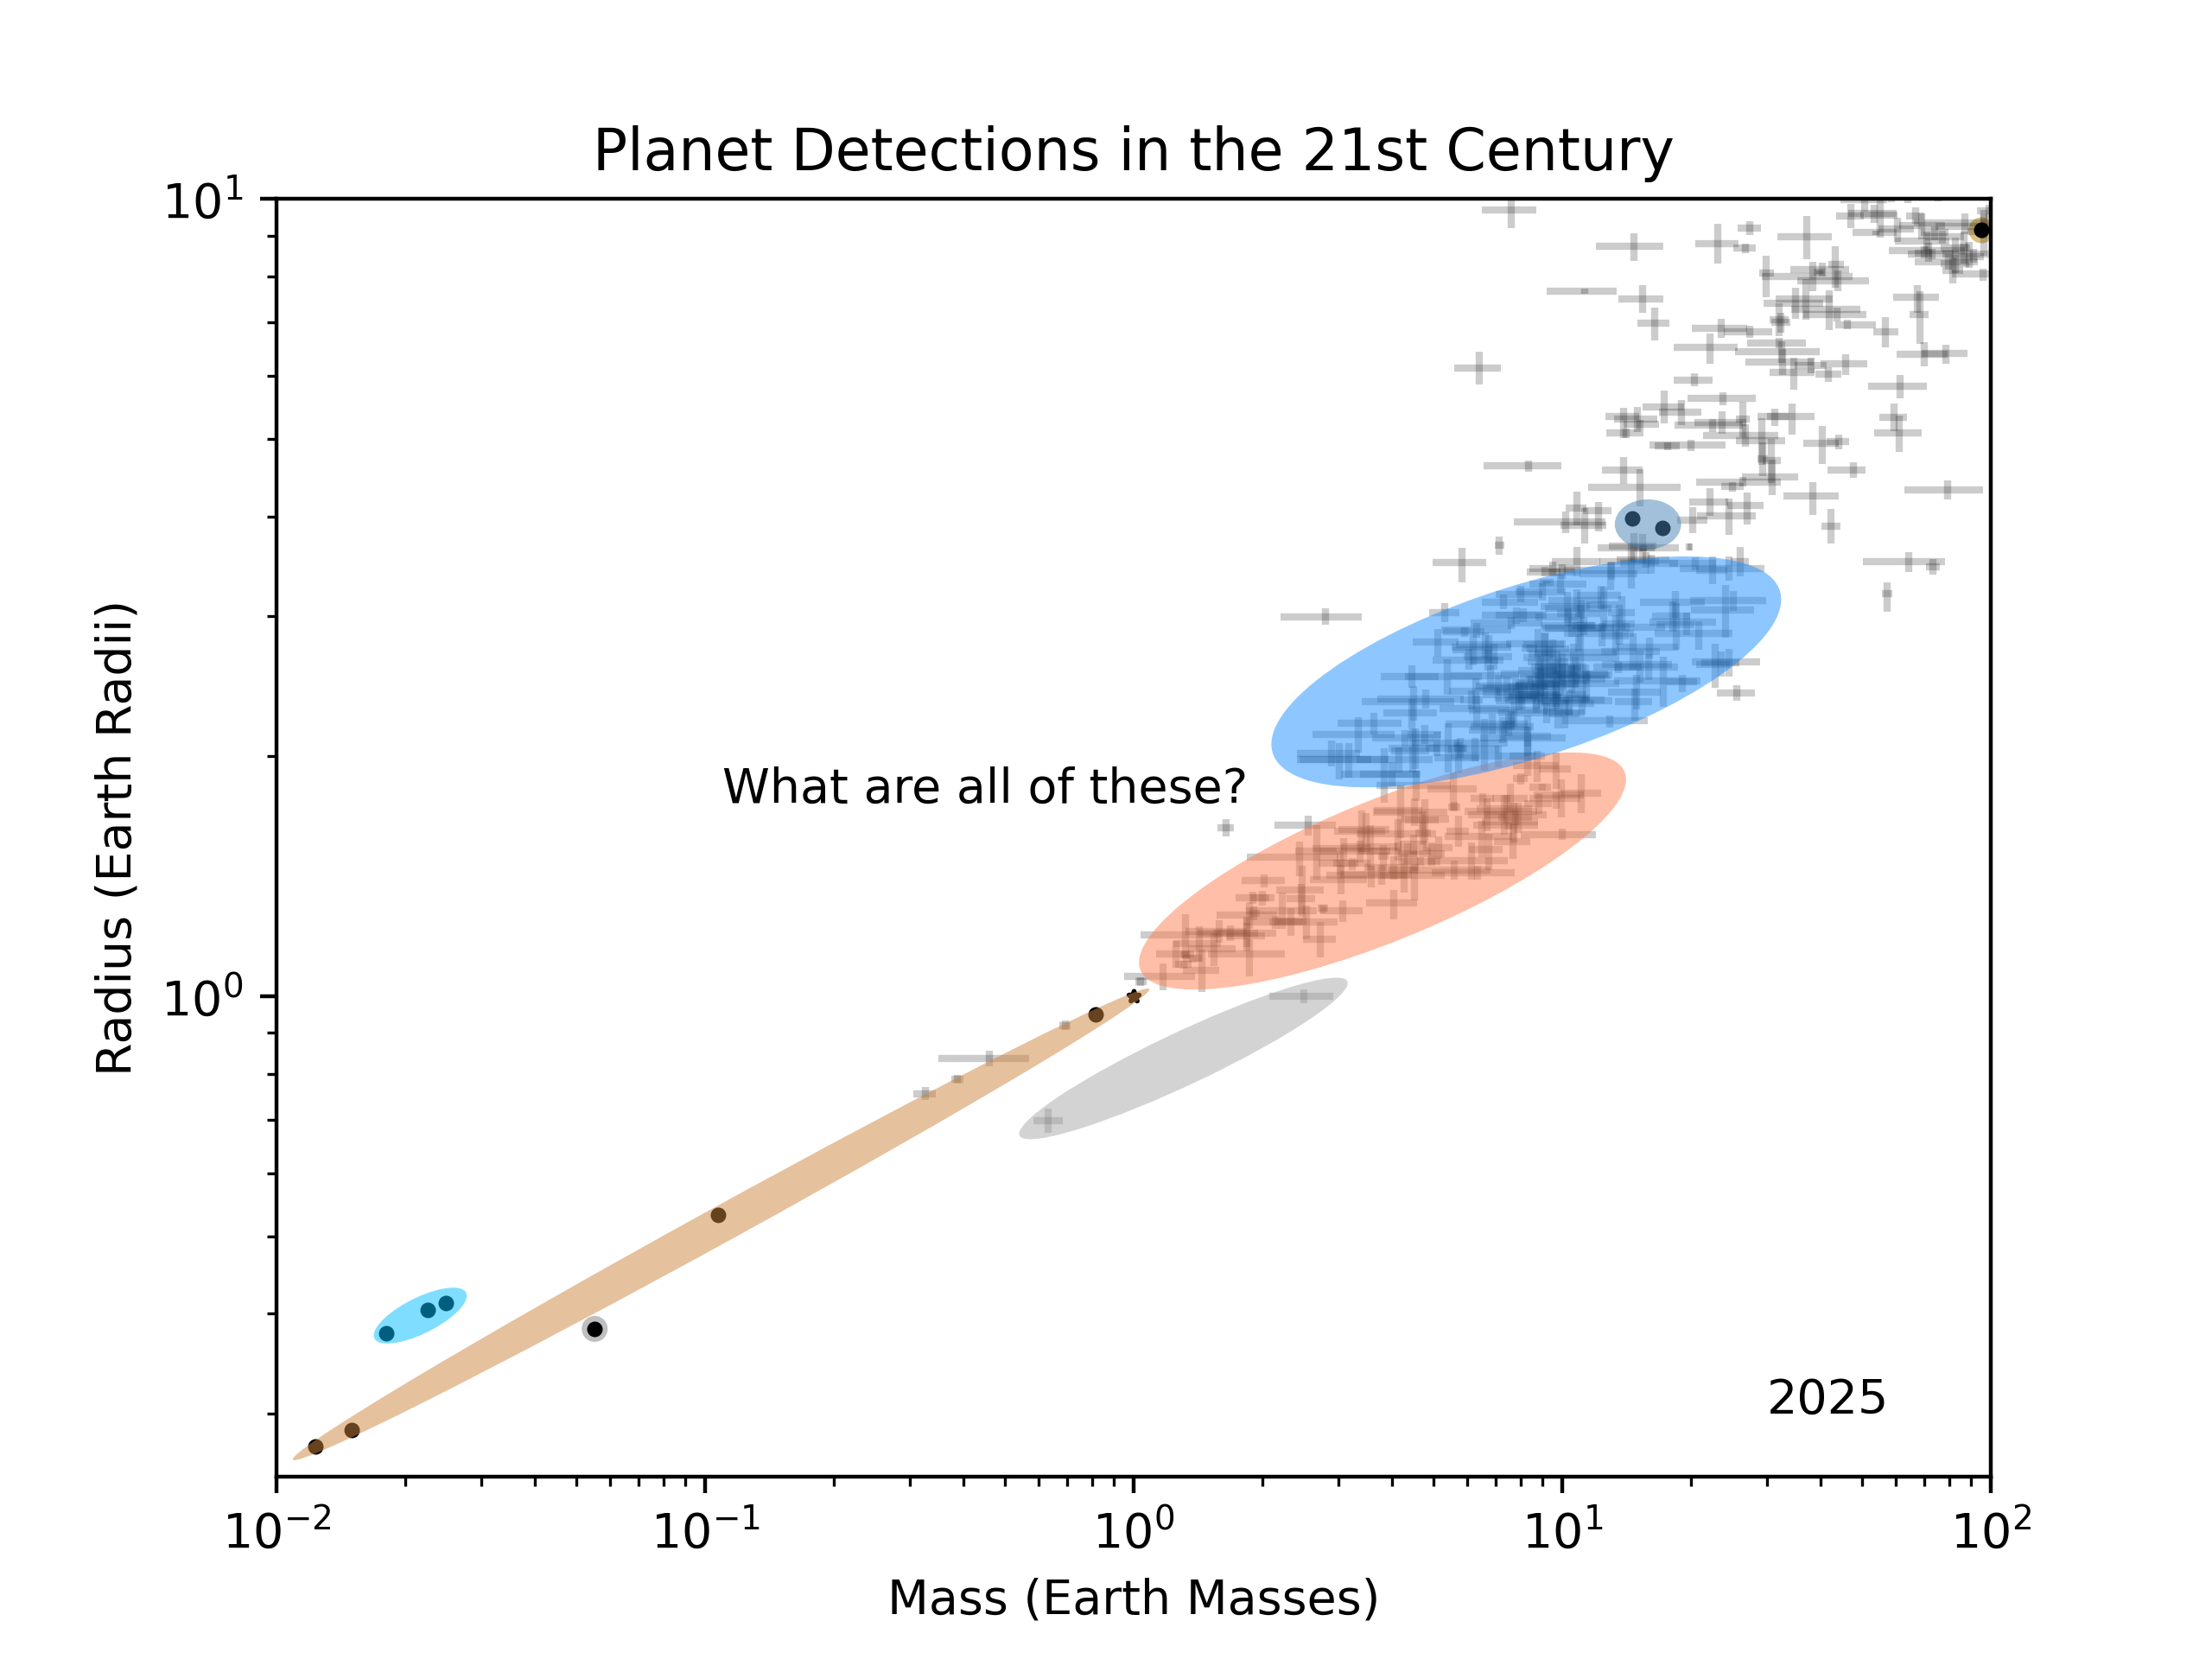 Planet Detections in the 21st Century
10¹
10⁰
Radius (Earth Radii)
What are all of these?
2025
10⁻² 10⁻¹ 10⁰ 10¹ 10²
Mass (Earth Masses)